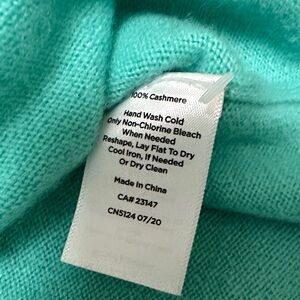 100% Cashmere
Hand Wash Cold
Only Non-Chlorine Bleach
When Needed
Reshape, Lay Flat To Dry
Cool Iron, If Needed
Or Dry Clean
Made In China
CA# 23147
CN5124 07/20